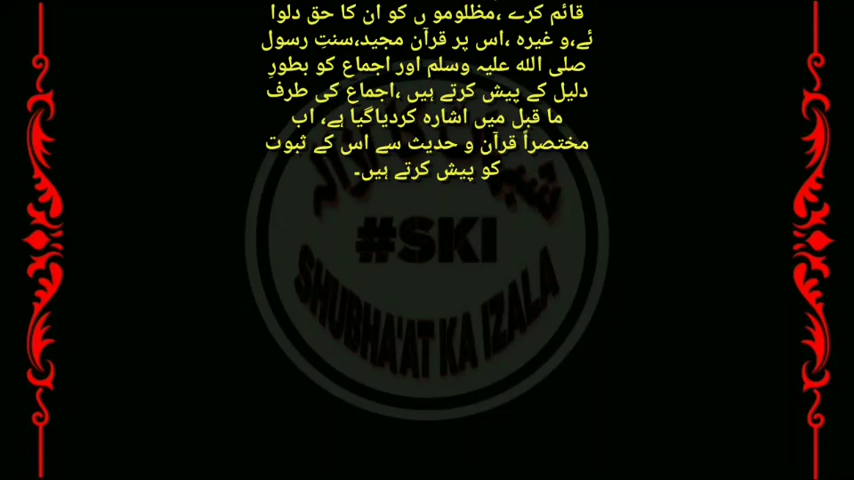 قائم کرے ،مظلومو ں کو ان کا حق دلوا
ئے،و غیرہ ،اس پر قرآن مجید،سنتِ رسول
صلی اللہ علیہ وسلم اور اجماع کو بطورِ
دلیل کے پیش کرتے ہیں ،اجماع کی طرف
ما قبل میں اشارہ کردیاگیا ہے، اب
مختصراً قرآن و حدیث سے اس کے ثبوت
کو پیش کرتے ہیں۔
#SKI
SHUBHA'AT KA IZALA